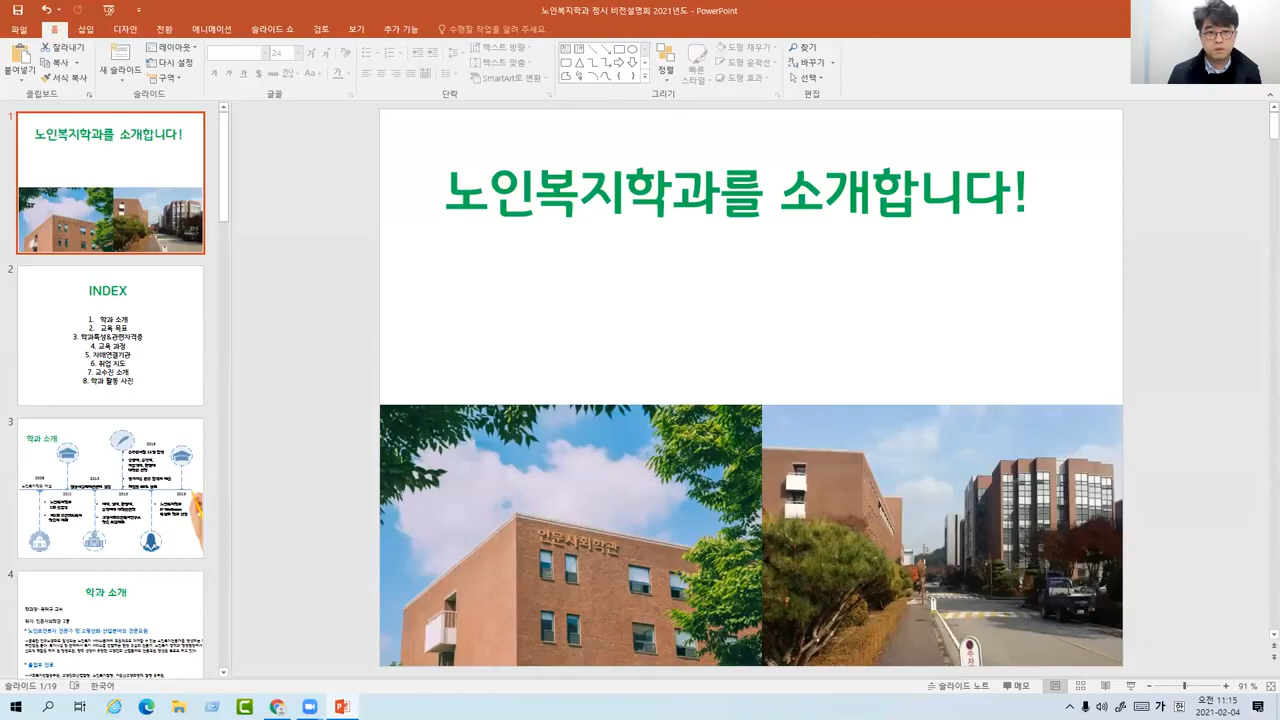 노인복지학과 정시 비전설명회 2021년도 - PowerPoint
파일 홈 삽입 디자인 전환 애니메이션 슬라이드 쇼 검토 보기 추가 기능 수행할 작업을 알려 주세요.
붙여넣기 잘라내기 복사 서식 복사
새 슬라이드 레이아웃 다시 설정 구역
24
텍스트 방향 텍스트 맞춤 SmartArt로 변환
정렬 빠른 스타일 도형 채우기 도형 윤곽선 도형 효과
찾기 바꾸기 선택
클립보드 슬라이드 글꼴 단락 그리기 편집
1
노인복지학과를 소개합니다!
2
INDEX
1. 학과 소개
2. 교육 목표
3. 학과특성&관련자격증
4. 교육 과정
5. 자매연결기관
6. 취업 지도
7. 교수진 소개
8. 학과 활동 사진
3
학과 소개
4
학과 소개
노인복지학과를 소개합니다!
인문사회학관
슬라이드 1/19 한국어
슬라이드 노트 메모 91 %
오전 11:15
2021-02-04